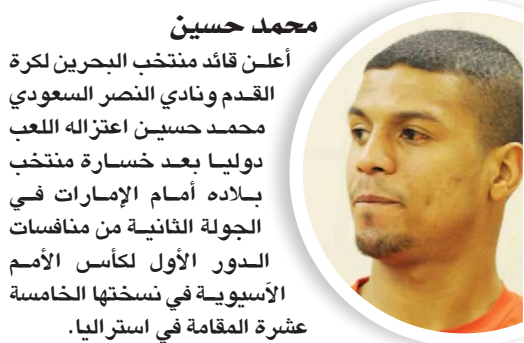 محمد حسين
أعلن قائد منتخب البحرين لكرة
القدم ونادي النصر السعودي
محمد حسين اعتزاله اللعب
دوليا بعد خسارة منتخب
بلاده أمام الإمارات في
الجولة الثانية من منافسات
الدور الأول لكأس الأمم
الآسيوية في نسختها الخامسة
عشرة المقامة في استراليا.